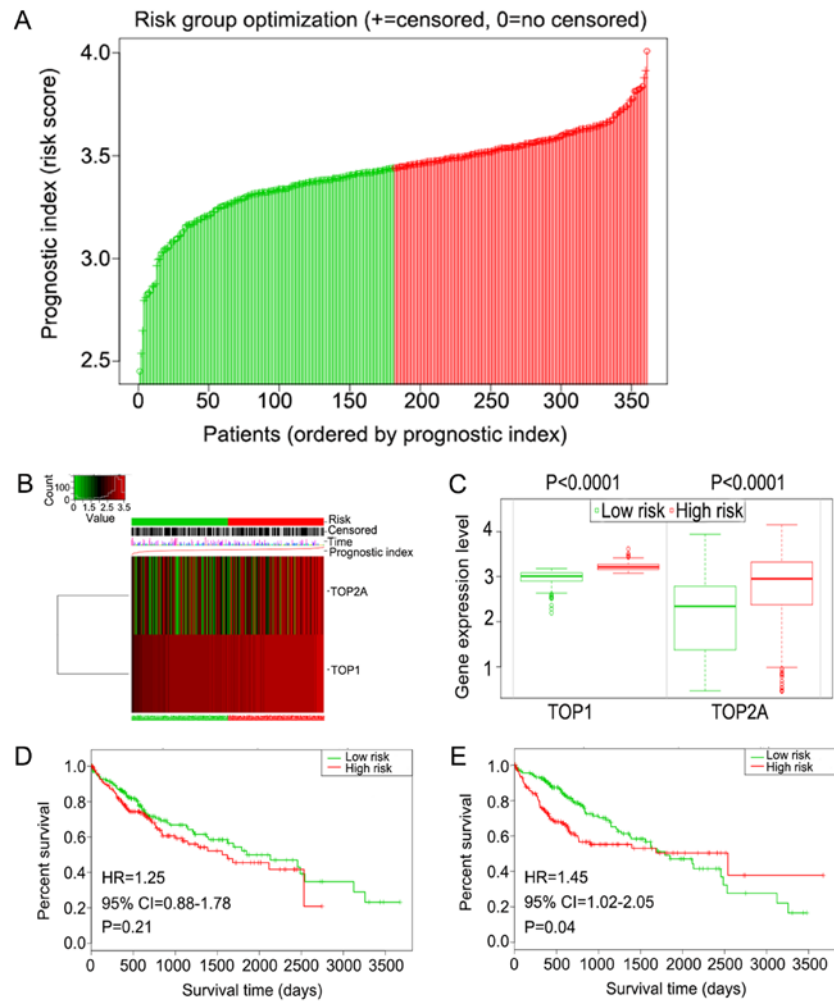 A
Risk group optimization (+=censored, 0=no censored)
Prognostic index (risk score)
4.0
3.5
3.0
2.5
0 50 100 150 200 250 300 350
Patients (ordered by prognostic index)
B
Count
100
0
0 1.5 2.5 3.5
Value
Risk
Censored
Time
Prognostic index
TOP2A
TOP1
C
P<0.0001 P<0.0001
Low risk High risk
Gene expression level
4
3
2
1
TOP1 TOP2A
D
Low risk
High risk
Percent survival
1.0
0.8
0.6
0.4
0.2
0.0
HR=1.25
95% CI=0.88-1.78
P=0.21
0 500 1000 1500 2000 2500 3000 3500
Survival time (days)
E
Low risk
High risk
Percent survival
1.0
0.8
0.6
0.4
0.2
0.0
HR=1.45
95% CI=1.02-2.05
P=0.04
0 500 1000 1500 2000 2500 3000 3500
Survival time (days)